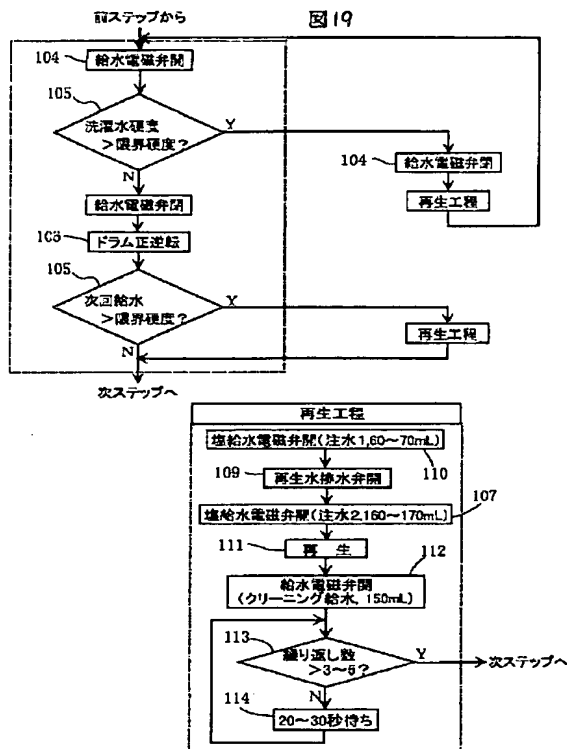 図19
前ステップから
104
給水電磁弁開
105
洗濯水硬度
>限界硬度?
Y
N
104
給水電磁弁閉
再生工程
給水電磁弁閉
106
ドラム正逆転
105
次回給水
>限界硬度?
Y
N
再生工程
次ステップへ
再生工程
塩給水電磁弁開(注水1,60~70mL)
110
109
再生水排水弁開
塩給水電磁弁開(注水2,160~170mL)
107
111
再 生
112
給水電磁弁開
(クリーニング給水, 150mL)
113
繰り返し数
>3~5?
Y
次ステップへ
N
114
20~30秒待ち